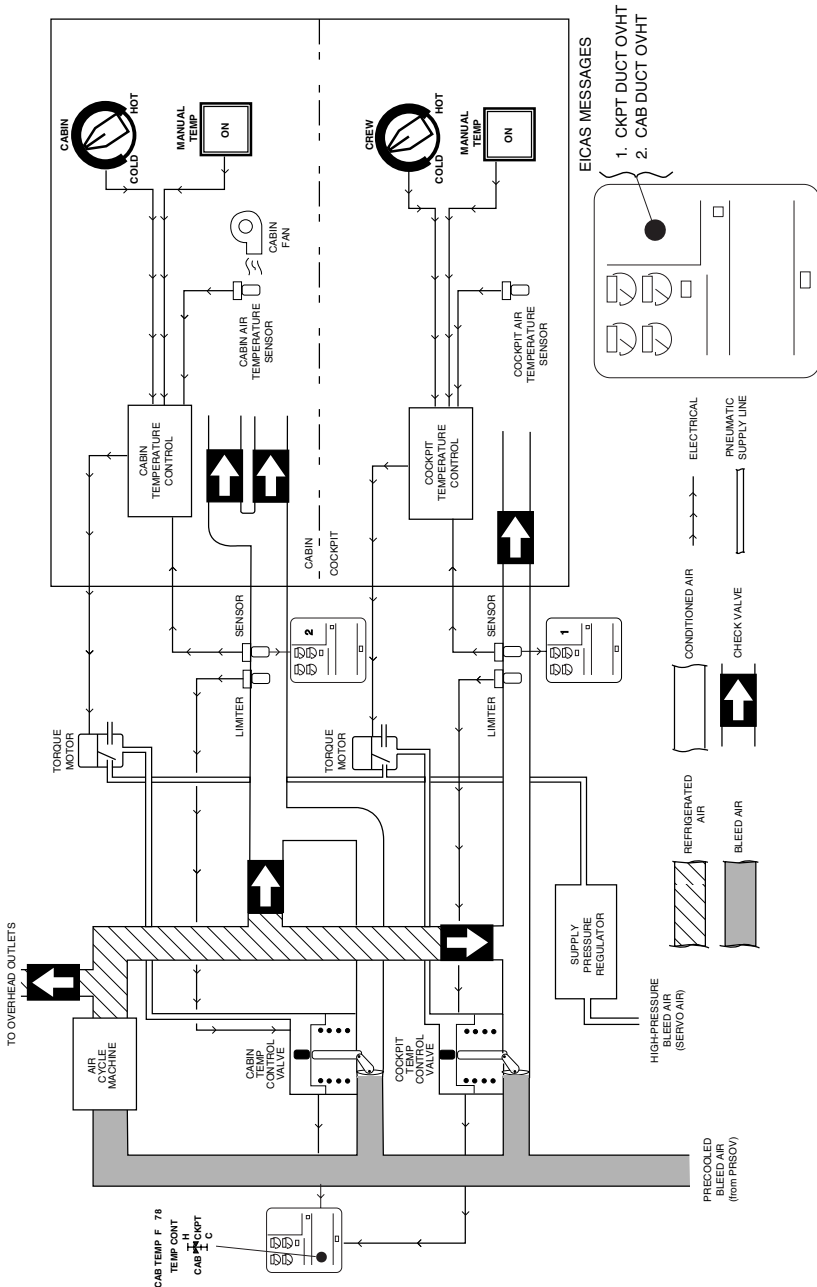 CABIN
COLD
HOT
MANUAL
TEMP
ON
CABIN
FAN
CABIN AIR
TEMPERATURE
SENSOR
CABIN
TEMPERATURE
CONTROL
CREW
COLD
HOT
MANUAL
TEMP
ON
COCKPIT AIR
TEMPERATURE
SENSOR
COCKPIT
TEMPERATURE
CONTROL
CABIN
COCKPIT
EICAS MESSAGES
1. CKPT DUCT OVHT
2. CAB DUCT OVHT
TORQUE
MOTOR
LIMITER
SENSOR
2
TORQUE
MOTOR
LIMITER
SENSOR
1
TO OVERHEAD OUTLETS
AIR
CYCLE
MACHINE
CABIN
TEMP
CONTROL
VALVE
COCKPIT
TEMP
CONTROL
VALVE
SUPPLY
PRESSURE
REGULATOR
HIGH-PRESSURE
BLEED AIR
(SERVO AIR)
PRECOOLED
BLEED AIR
(from PRSOV)
CAB TEMP F 78
TEMP CONT
H
CAB CKPT
C
REFRIGERATED
AIR
CONDITIONED AIR
ELECTRICAL
BLEED AIR
CHECK VALVE
PNEUMATIC
SUPPLY LINE